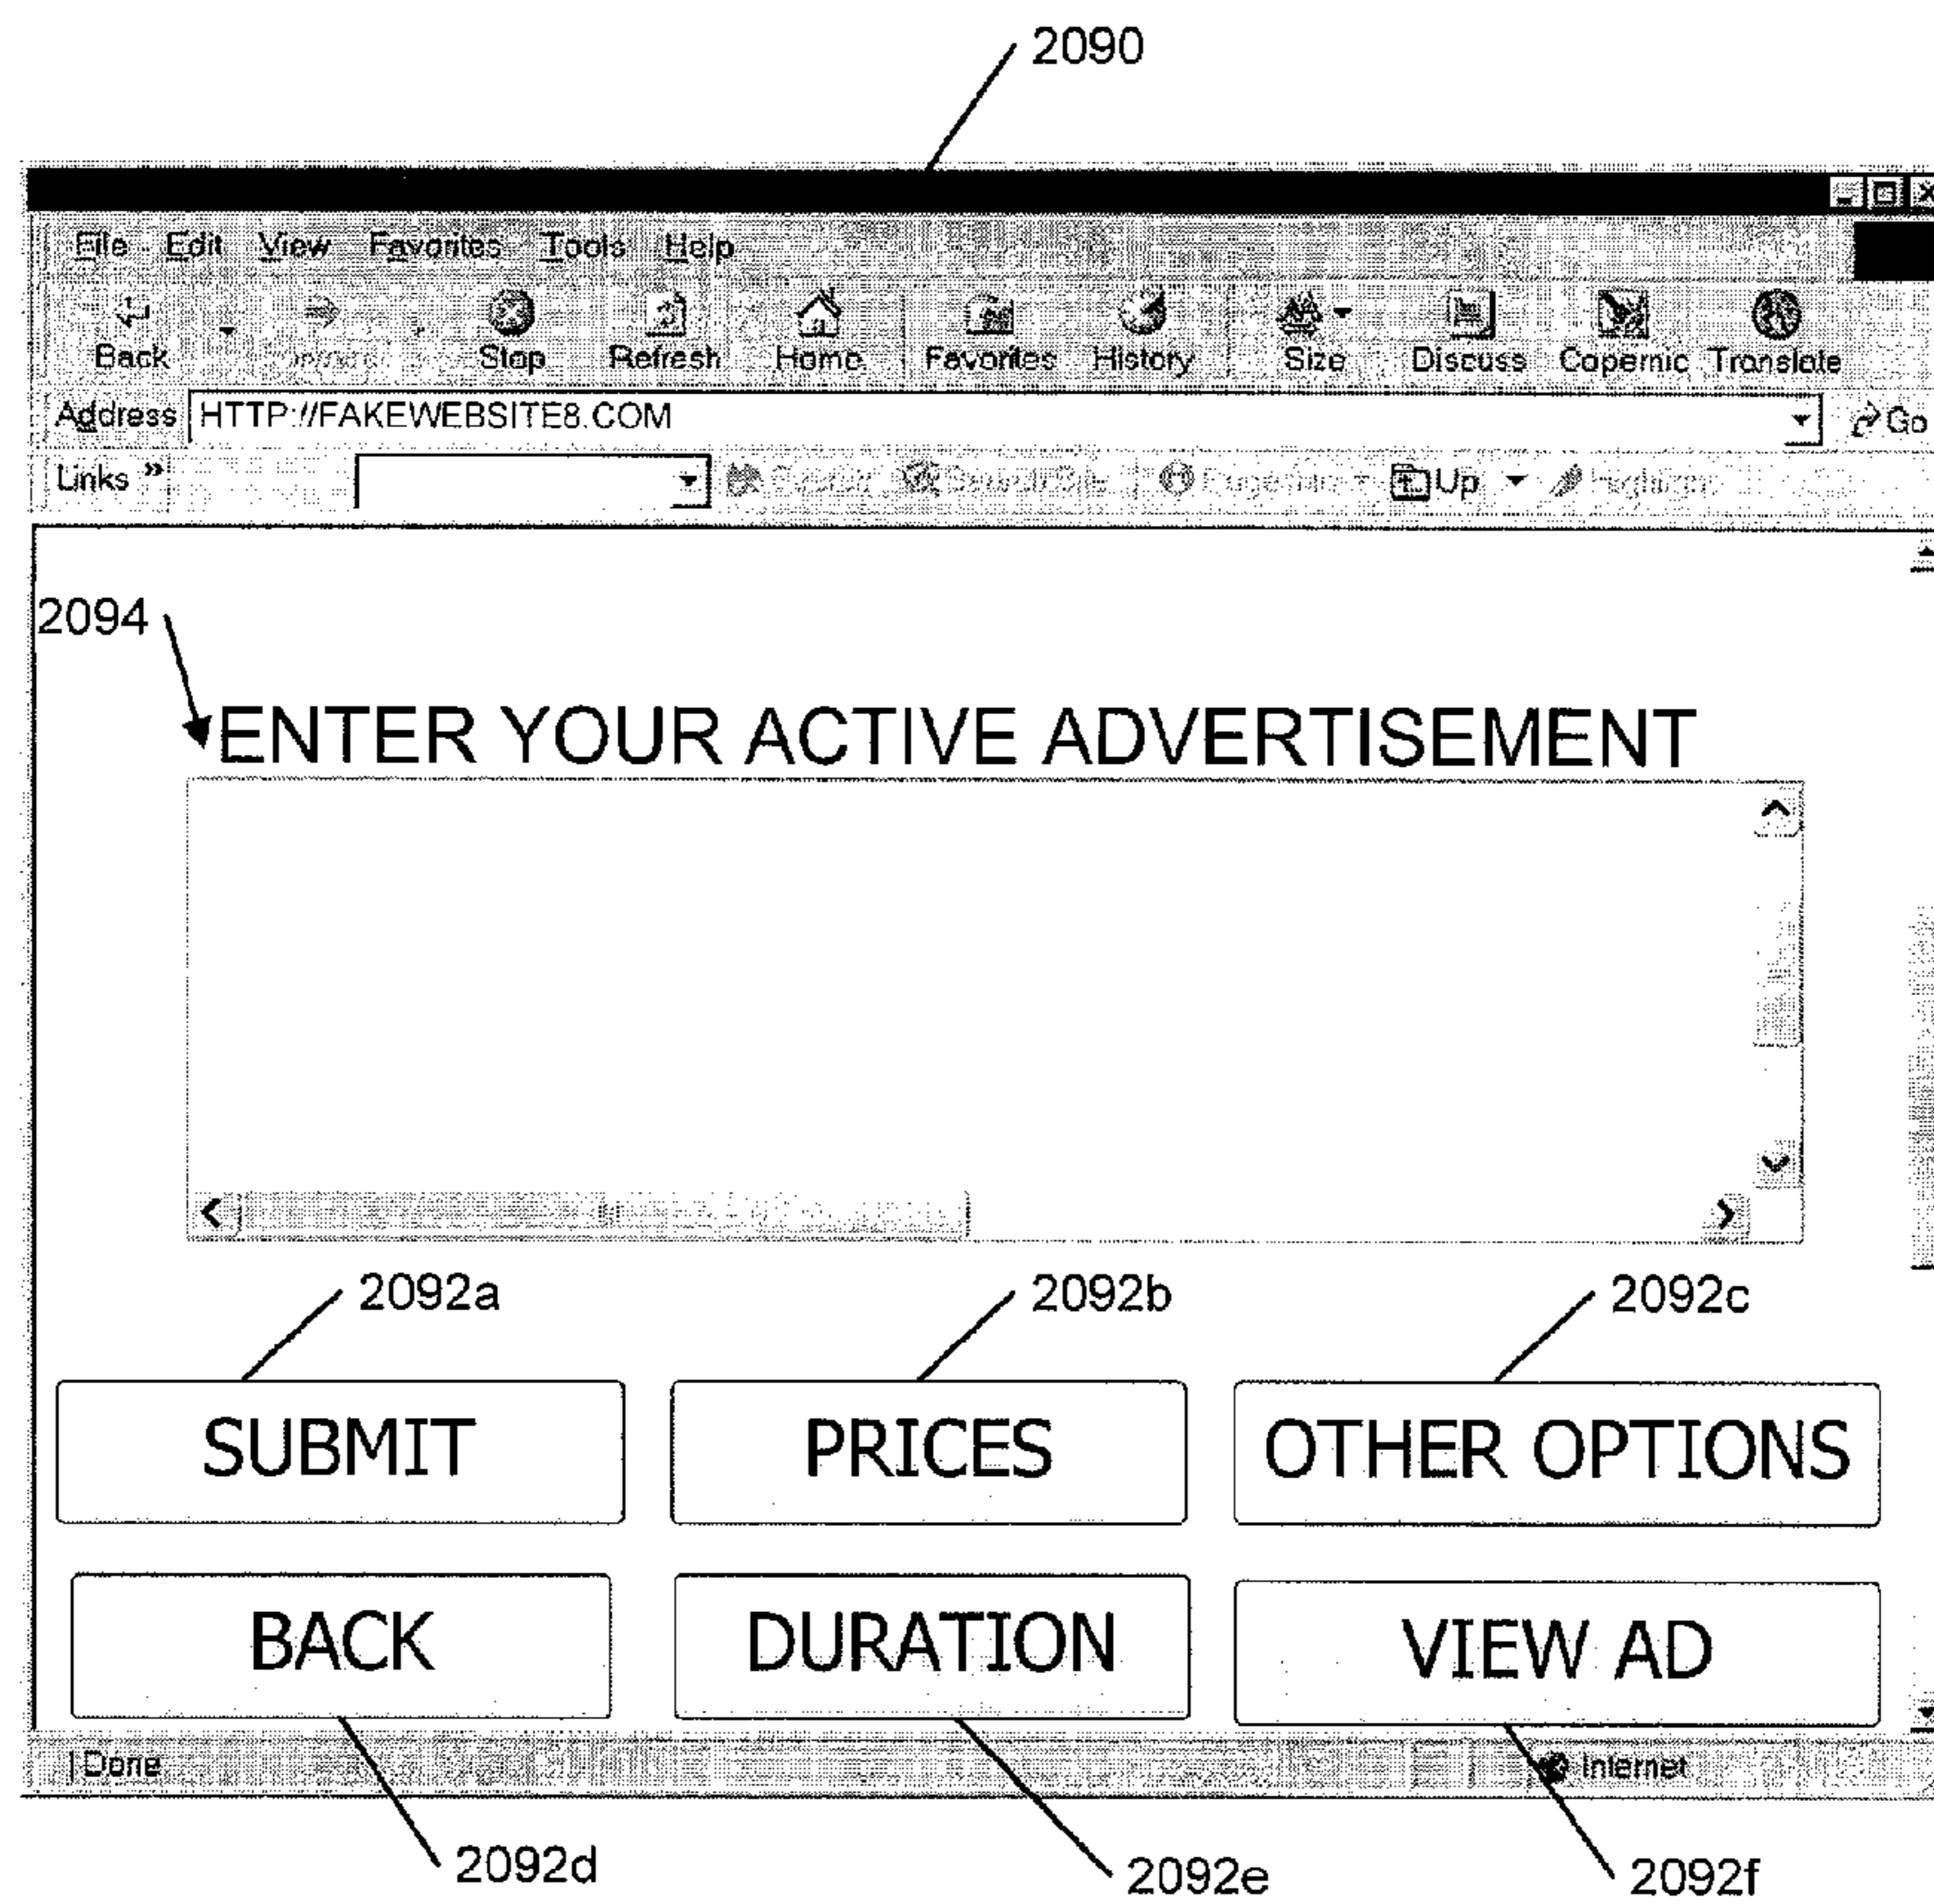 2090
File Edit View Favorites Tools Help
Back Stop Refresh Home Favorites History Size Discuss Copernic Translate
Address HTTP://FAKEWEBSITE8.COM Go
Links » Up
2094
ENTER YOUR ACTIVE ADVERTISEMENT
2092a 2092b 2092c
SUBMIT PRICES OTHER OPTIONS
BACK DURATION VIEW AD
Done Internet
2092d 2092e 2092f